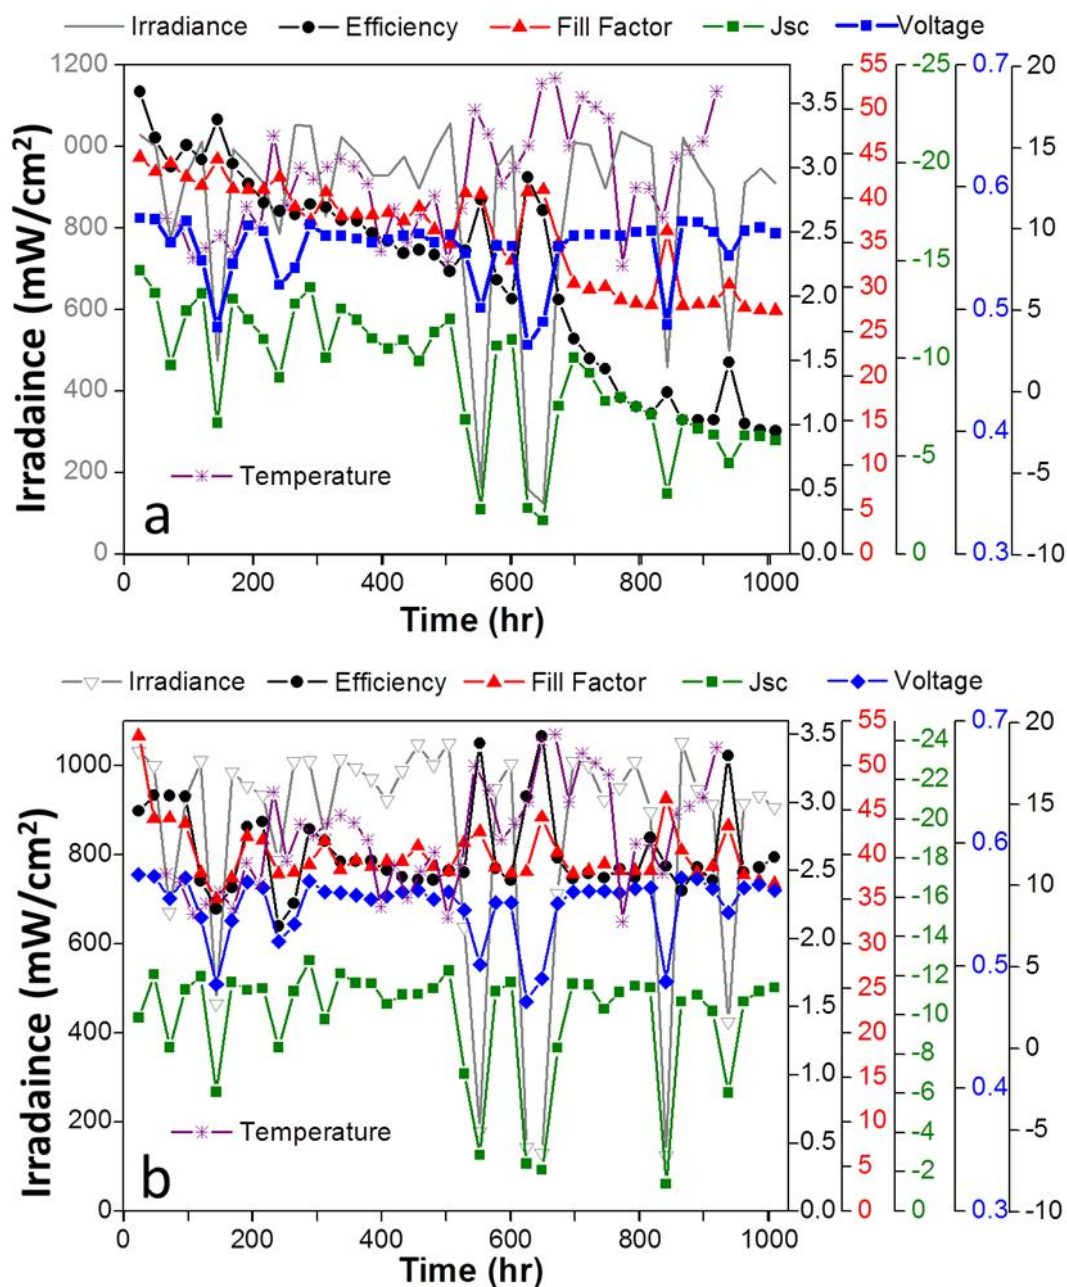 Irradiance Efficiency Fill Factor Jsc Voltage
1200 000 800 600 400 200 0
Irradaince (mW/cm2)
Temperature
a
3.5 3.0 2.5 2.0 1.5 1.0 0.5 0.0
55 50 45 40 35 30 25 20 15 10 5 0
-25 -20 -15 -10 -5 0
0.7 0.6 0.5 0.4 0.3
20 15 10 5 0 -5 -10
0 200 400 600 800 1000
Time (hr)
Irradiance Efficiency Fill Factor Jsc Voltage
1000 800 600 400 200 0
Irradaince (mW/cm2)
Temperature
b
3.5 3.0 2.5 2.0 1.5 1.0 0.5 0.0
55 50 45 40 35 30 25 20 15 10 5 0
-24 -22 -20 -18 -16 -14 -12 -10 -8 -6 -4 -2 0
0.7 0.6 0.5 0.4 0.3
20 15 10 5 0 -5 -10
0 200 400 600 800 1000
Time (hr)